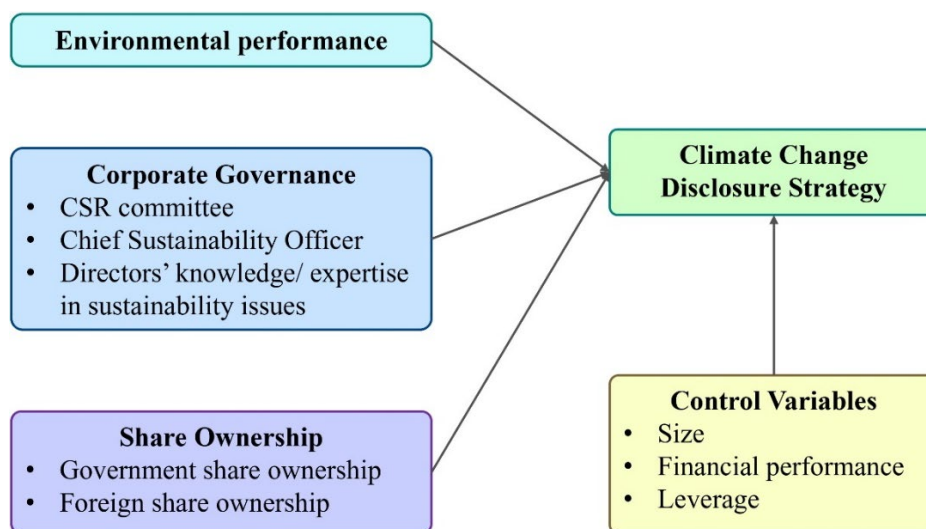 Environmental performance
Corporate Governance
• CSR committee
• Chief Sustainability Officer
• Directors’ knowledge/ expertise
in sustainability issues
Share Ownership
• Government share ownership
• Foreign share ownership
Climate Change
Disclosure Strategy
Control Variables
• Size
• Financial performance
• Leverage